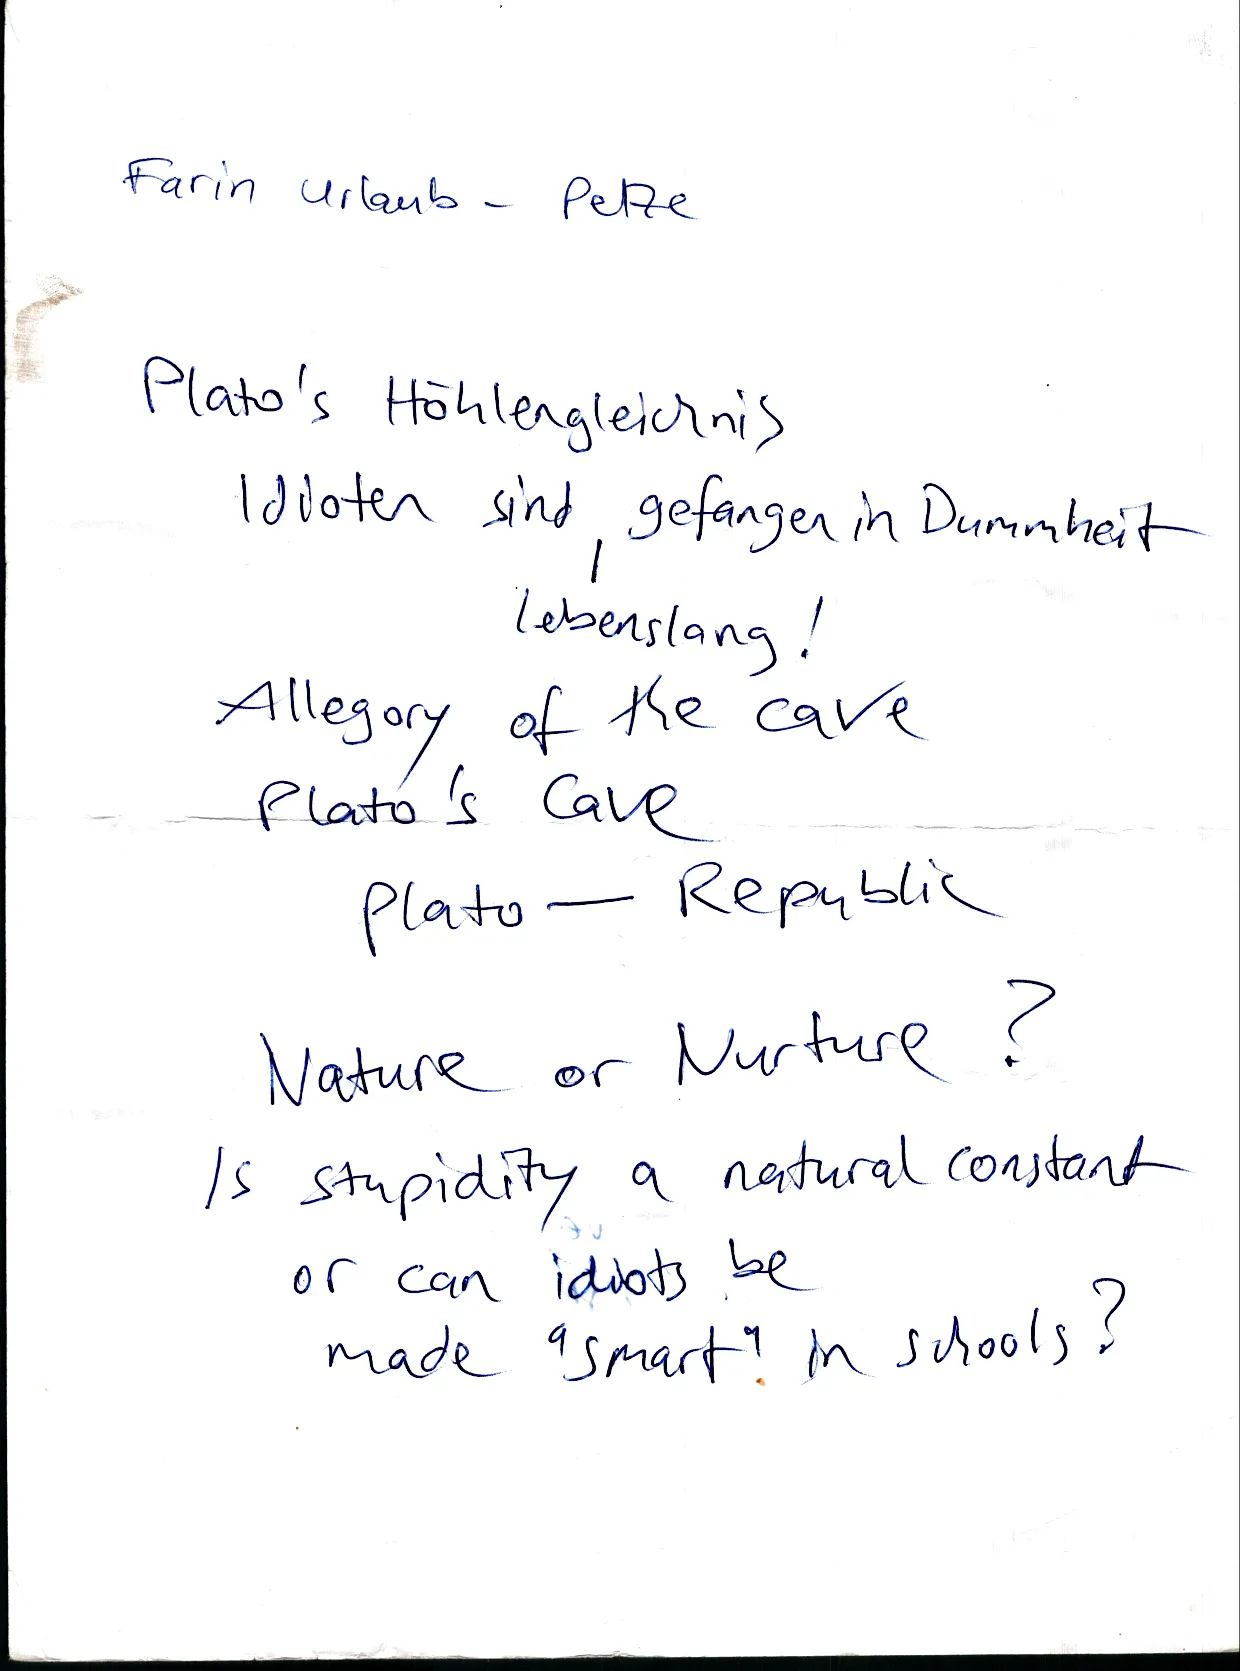 Farin Urlaub - Petze
Plato's Höhlengleichnis
Idioten sind, gefangen in Dummheit
lebenslang!
Allegory of the cave
Plato's Cave
Plato — Republic
Nature or Nurture?
Is stupidity a natural constant
or can idiots be
made "smart" in schools?